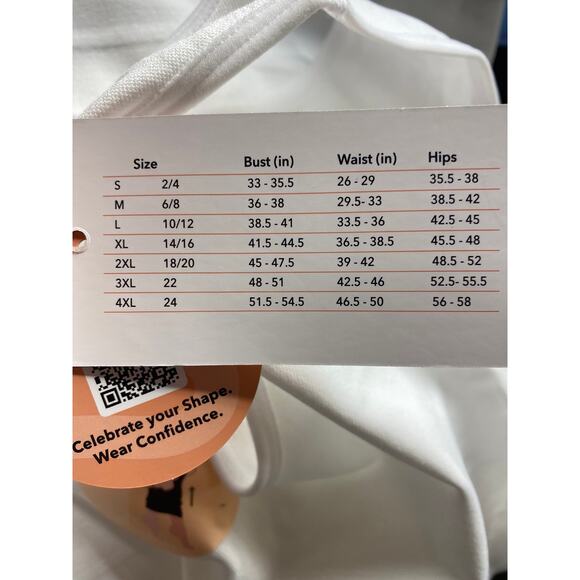 Size Bust (in) Waist (in) Hips
S 2/4 33 - 35.5 26 - 29 35.5 - 38
M 6/8 36 - 38 29.5- 33 38.5 - 42
L 10/12 38.5 - 41 33.5 - 36 42.5 - 45
XL 14/16 41.5 - 44.5 36.5 - 38.5 45.5 - 48
2XL 18/20 45 - 47.5 39 - 42 48.5 - 52
3XL 22 48 - 51 42.5 - 46 52.5- 55.5
4XL 24 51.5 - 54.5 46.5 - 50 56 - 58
Celebrate your Shape.
Wear Confidence.